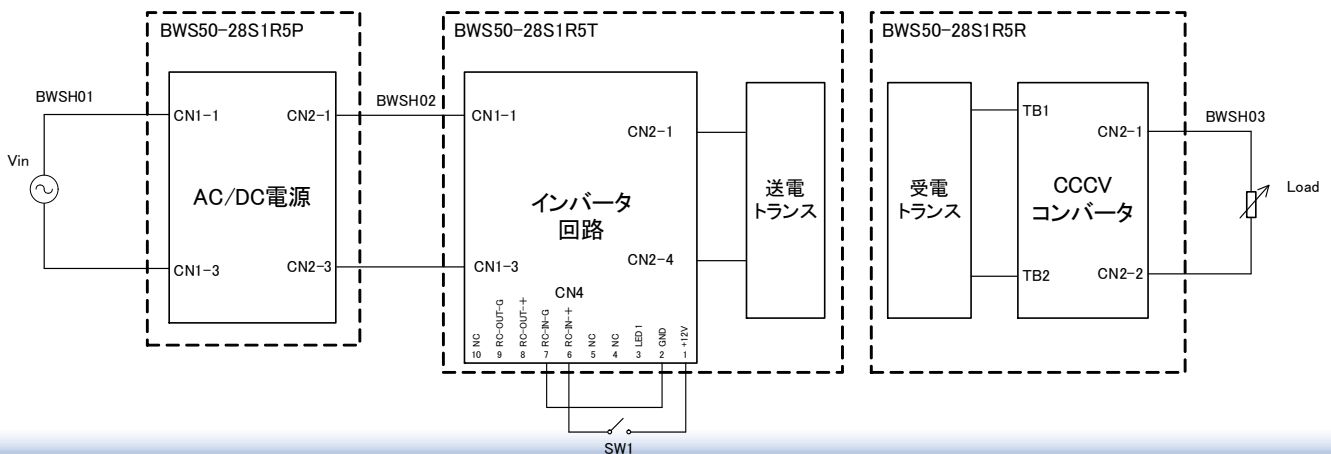 BWS50-28S1R5P
BWS50-28S1R5T
BWS50-28S1R5R
BWSH01
Vin
CN1-1
CN2-1
AC/DC電源
CN1-3
CN2-3
BWSH02
CN1-1
CN2-1
インバータ
回路
CN1-3
CN2-4
CN4
NC
RC-OUT-G
RC-OUT-+
RC-IN-G
RC-IN-+
NC
NC
LED1
GND
+12V
10 9 8 7 6 5 4 3 2 1
SW1
送電
トランス
受電
トランス
TB1
CN2-1
CCCV
コンバータ
TB2
CN2-2
BWSH03
Load